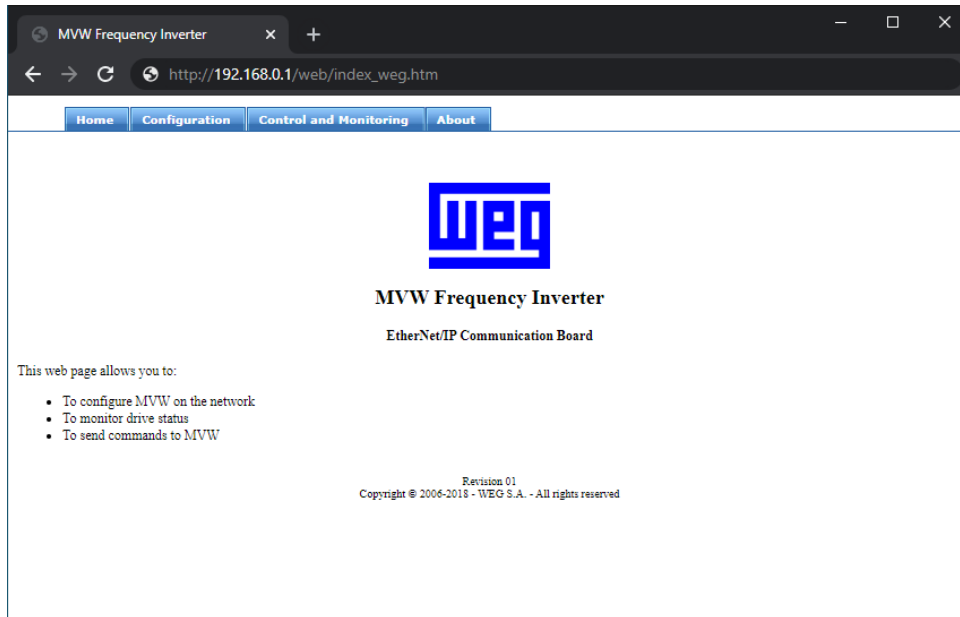 MVW Frequency Inverter
http://192.168.0.1/web/index_weg.htm
Home Configuration Control and Monitoring About
weg
MVW Frequency Inverter
EtherNet/IP Communication Board
This web page allows you to:
To configure MVW on the network
To monitor drive status
To send commands to MVW
Revision 01
Copyright © 2006-2018 - WEG S.A. - All rights reserved